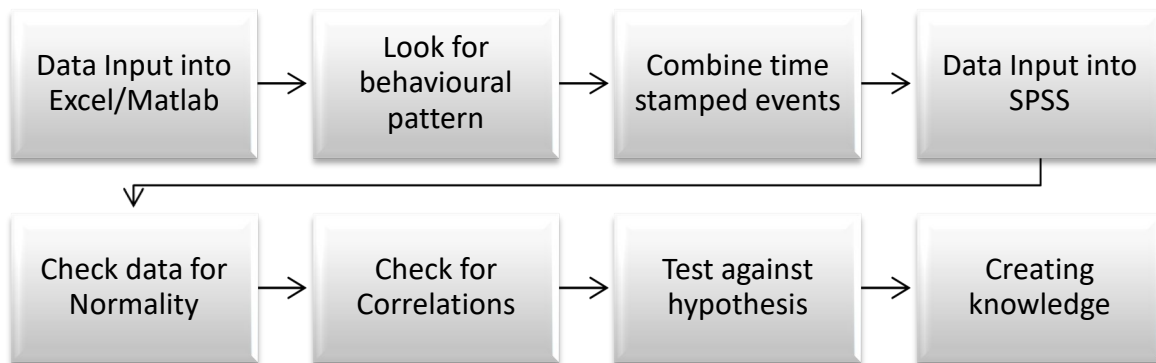 Data Input into
Excel/Matlab
Look for
behavioural
pattern
Combine time
stamped events
Data Input into
SPSS
Check data for
Normality
Check for
Correlations
Test against
hypothesis
Creating
knowledge